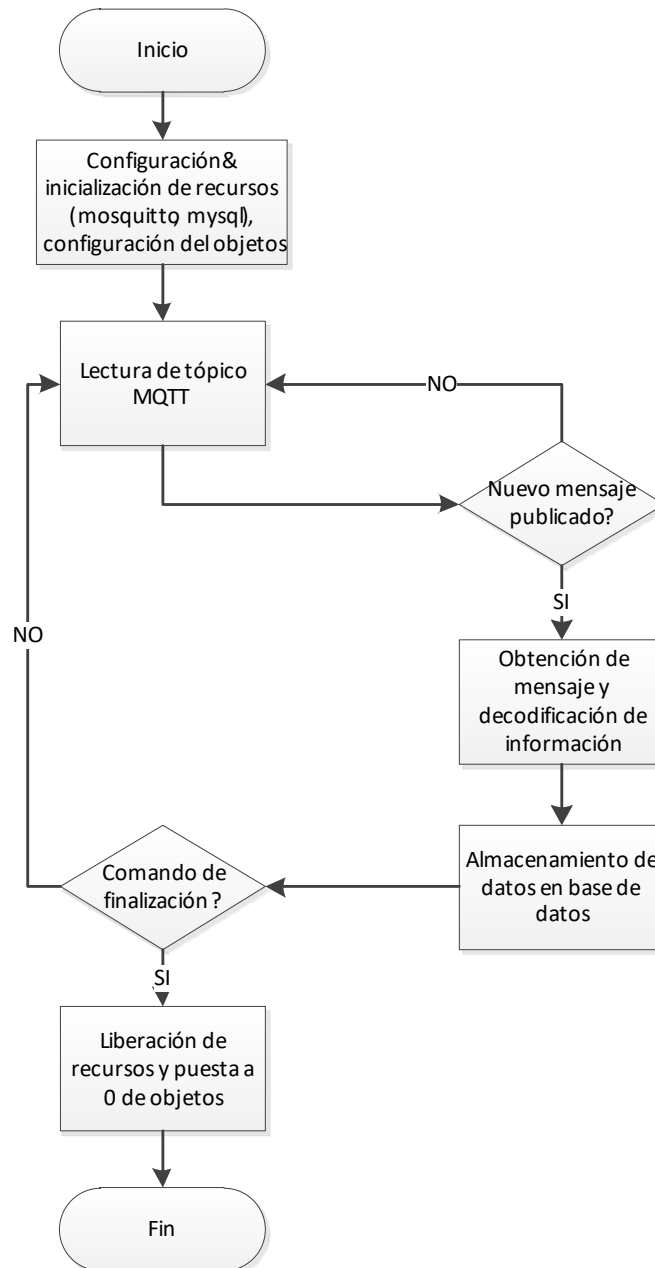 Inicio
Configuración&
inicialización de recursos
(mosquitto, mysql),
configuración del objetos
Lectura de tópico
MQTT
NO
Nuevo mensaje
publicado?
SI
NO
Obtención de
mensaje y
decodificación de
información
Almacenamiento de
datos en base de
datos
Comando de
finalización ?
SI
Liberación de
recursos y puesta a
0 de objetos
Fin